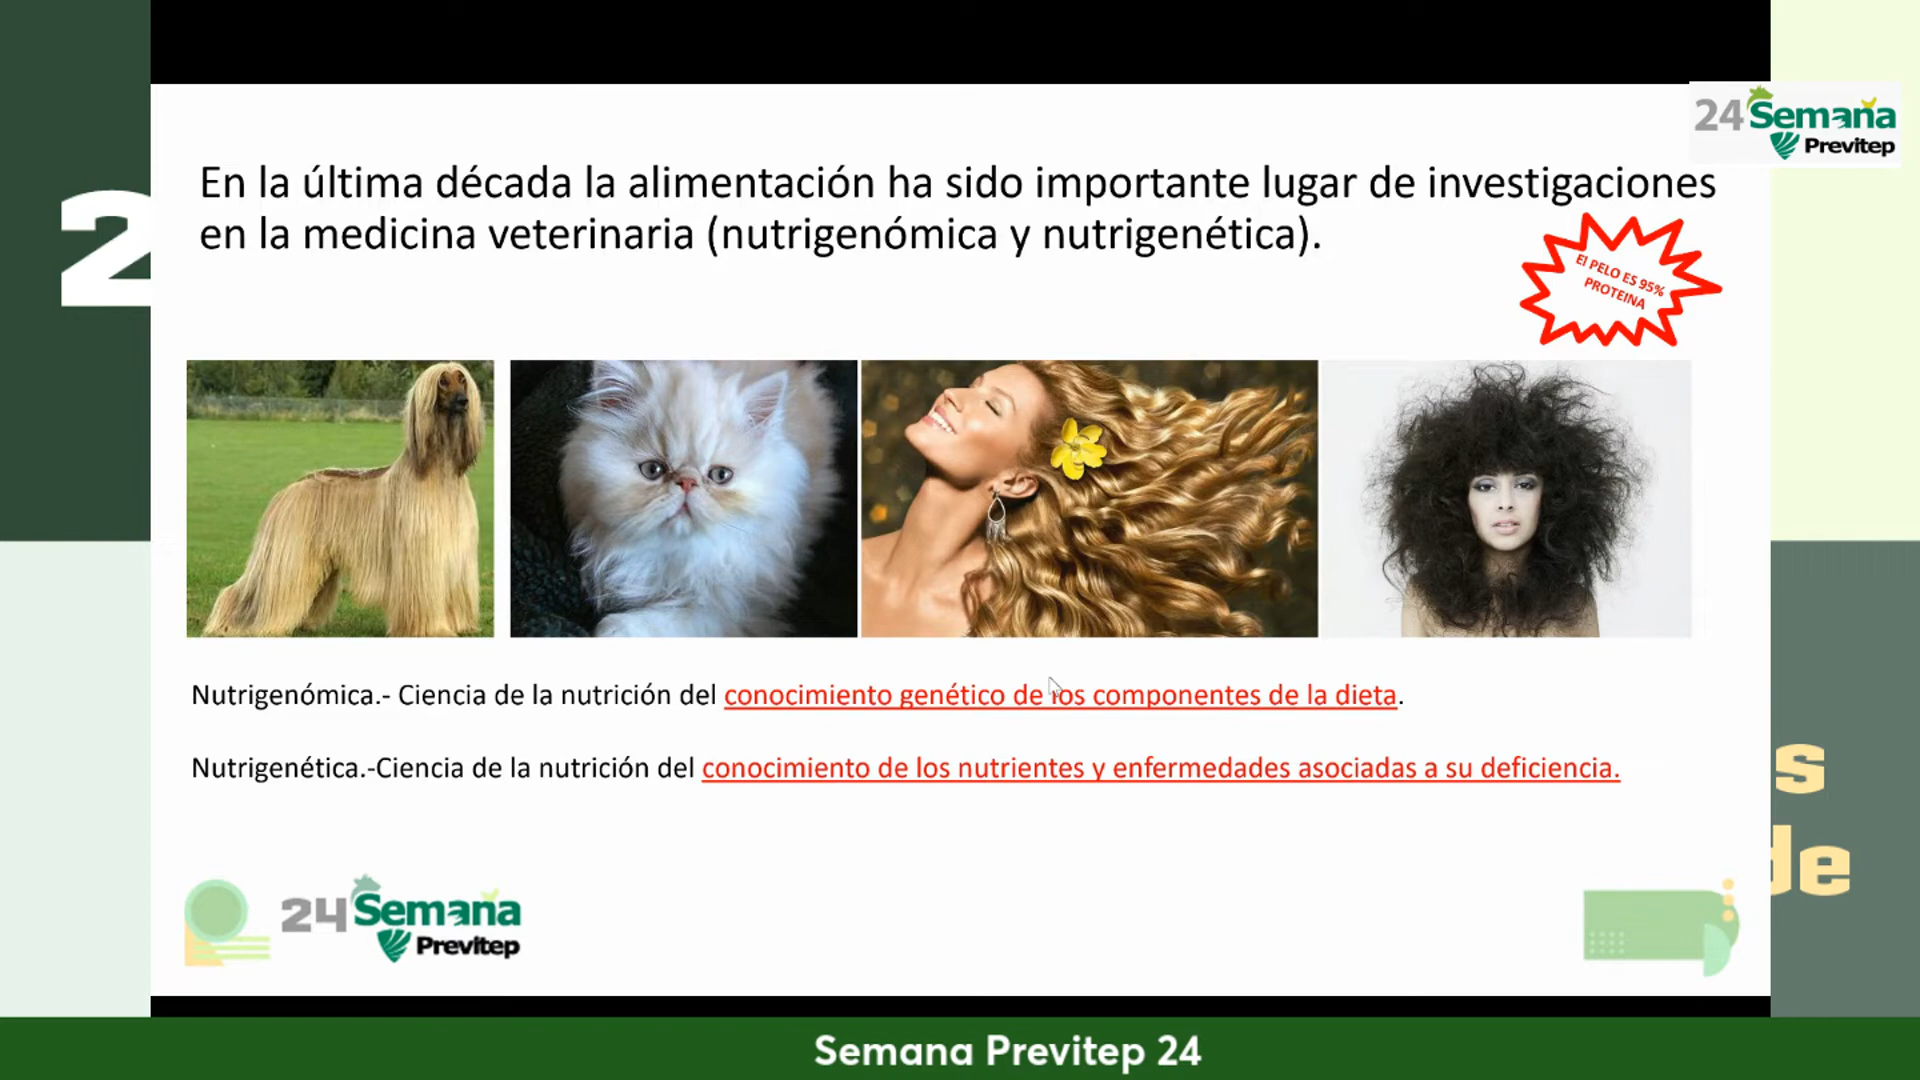 24 Semana
Previtep
2
En la última década la alimentación ha sido importante lugar de investigaciones
en la medicina veterinaria (nutrigenómica y nutrigenética).
El PELO ES 95%
PROTEINA
Nutrigenómica.- Ciencia de la nutrición del conocimiento genético de los componentes de la dieta.
Nutrigenética.-Ciencia de la nutrición del conocimiento de los nutrientes y enfermedades asociadas a su deficiencia.
s
de
24 Semana
Previtep
Semana Previtep 24